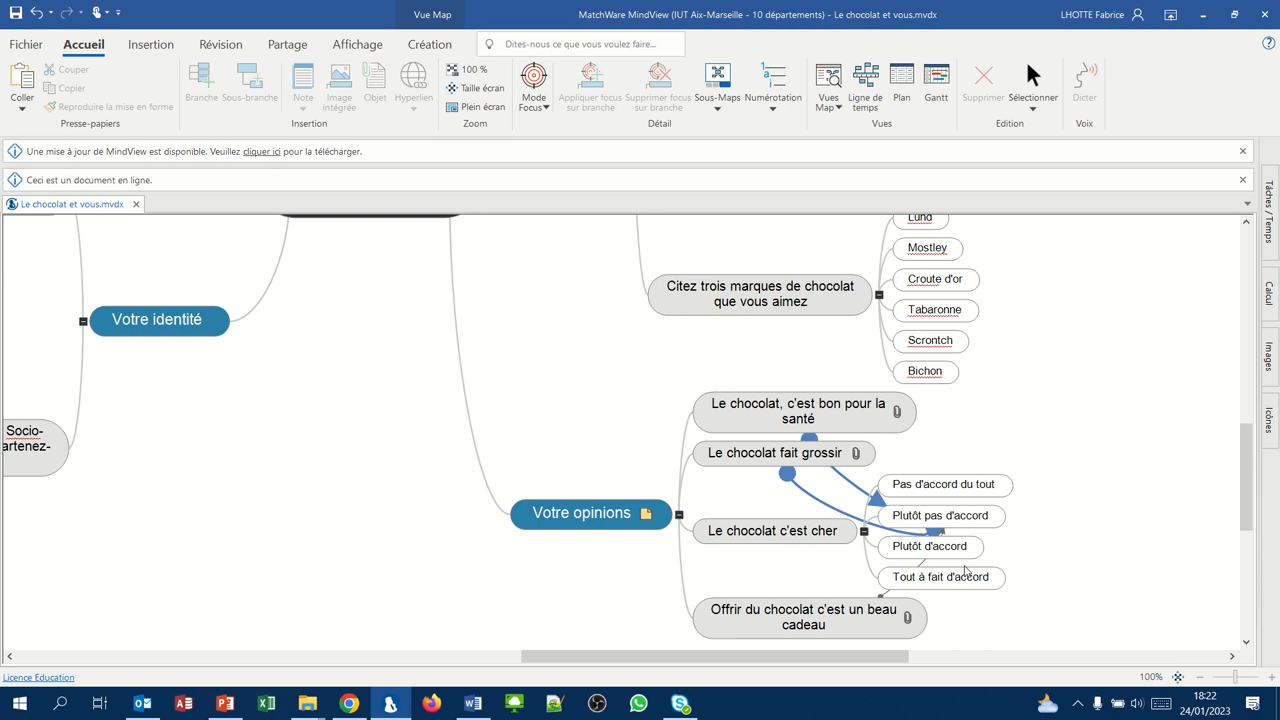 Vue Map
MatchWare MindView (IUT Aix-Marseille - 10 départements) - Le chocolat et vous.mvdx
LHOTTE Fabrice
Fichier
Accueil
Insertion
Révision
Partage
Affichage
Création
Dites-nous ce que vous voulez faire...
Coller
Couper
Copier
Reproduire la mise en forme
Presse-papiers
Branche
Sous-branche
Note
Image intégrée
Objet
Hyperlien
Insertion
100 %
Taille écran
Plein écran
Zoom
Mode Focus
Appliquer focus sur branche
Supprimer focus sur branche
Sous-Maps
Numérotation
Détail
Vues Map
Ligne de temps
Plan
Gantt
Vues
Supprimer
Sélectionner
Edition
Dicter
Voix
Une mise à jour de MindView est disponible. Veuillez cliquer ici pour la télécharger.
Ceci est un document en ligne.
Le chocolat et vous.mvdx
Tâches / Temps
Calcul
Images
Icônes
Lund
Mostley
Croute d'or
Tabaronne
Scrontch
Bichon
Citez trois marques de chocolat
que vous aimez
Votre identité
Socio-
artenez-
Le chocolat, c'est bon pour la
santé
Le chocolat fait grossir
Votre opinions
Le chocolat c'est cher
Pas d'accord du tout
Plutôt pas d'accord
Plutôt d'accord
Tout à fait d'accord
Offrir du chocolat c'est un beau
cadeau
Licence Education
100%
18:22
24/01/2023